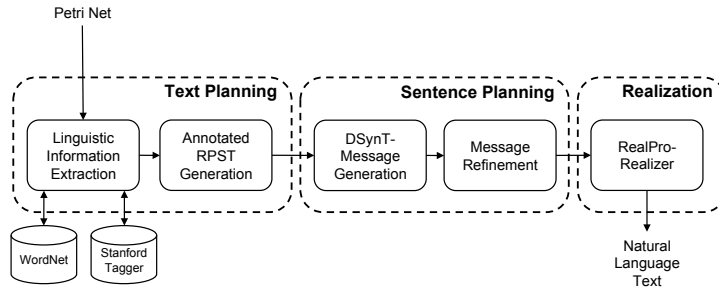 Petri Net
Text Planning
Sentence Planning
Realization
Linguistic
Information
Extraction
Annotated
RPST
Generation
DSynT-
Message
Generation
Message
Refinement
RealPro-
Realizer
WordNet
Stanford
Tagger
Natural
Language
Text